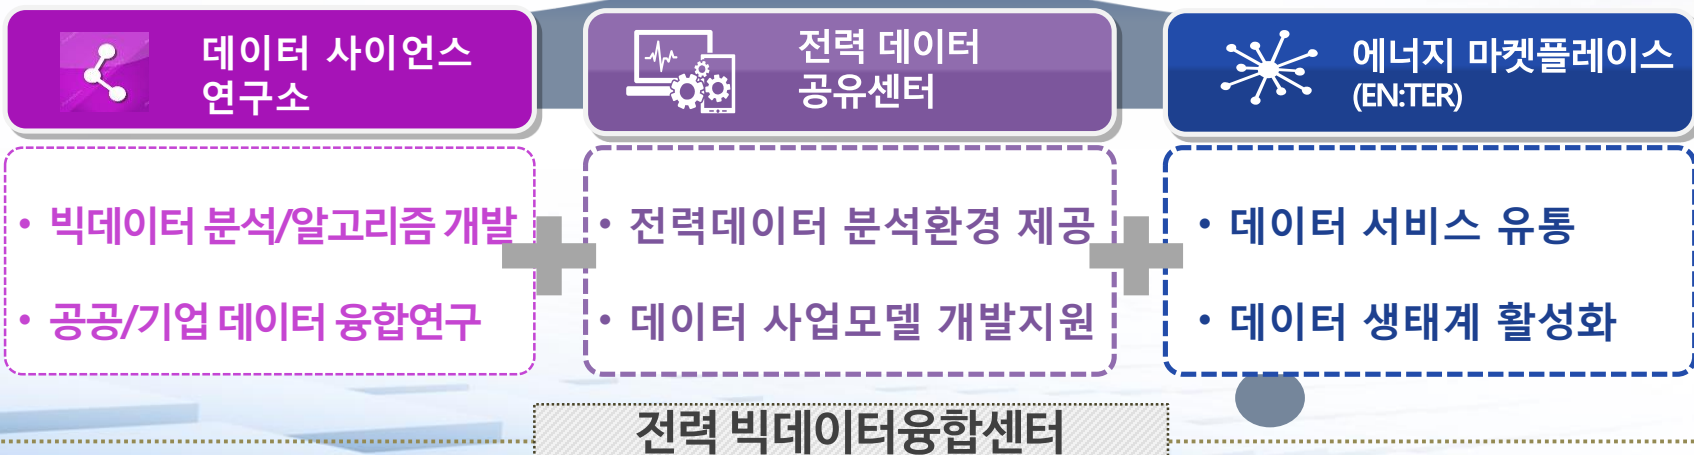 데이터 사이언스
연구소
• 빅데이터 분석/알고리즘 개발
• 공공/기업 데이터 융합연구
전력 데이터
공유센터
• 전력데이터 분석환경 제공
• 데이터 사업모델 개발지원
에너지 마켓플레이스
(EN:TER)
• 데이터 서비스 유통
• 데이터 생태계 활성화
전력 빅데이터융합센터